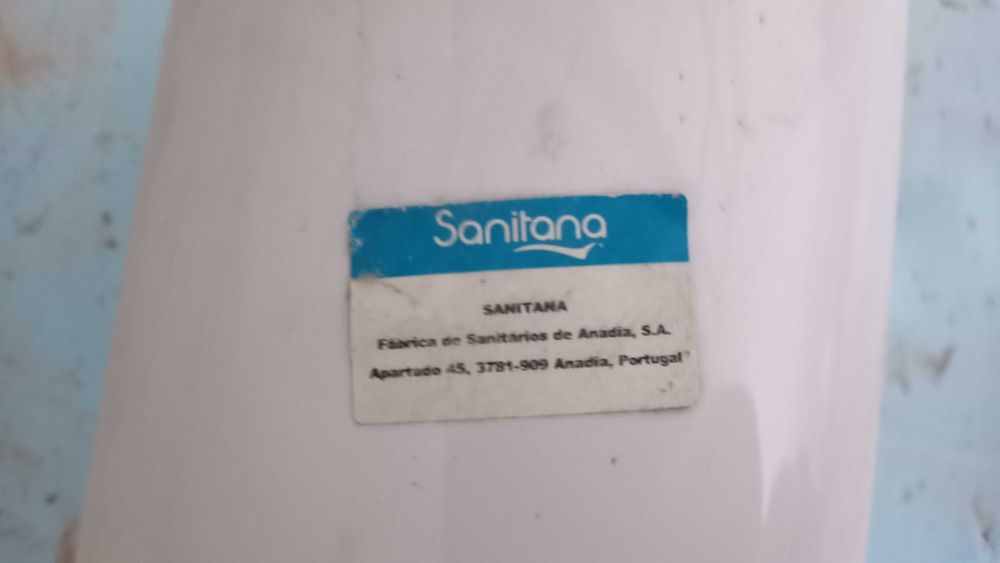 Sanitana
SANITANA
Fábrica de Sanitários de Anadia, S.A.
Apartado 45, 3781-909 Anadia, Portugal